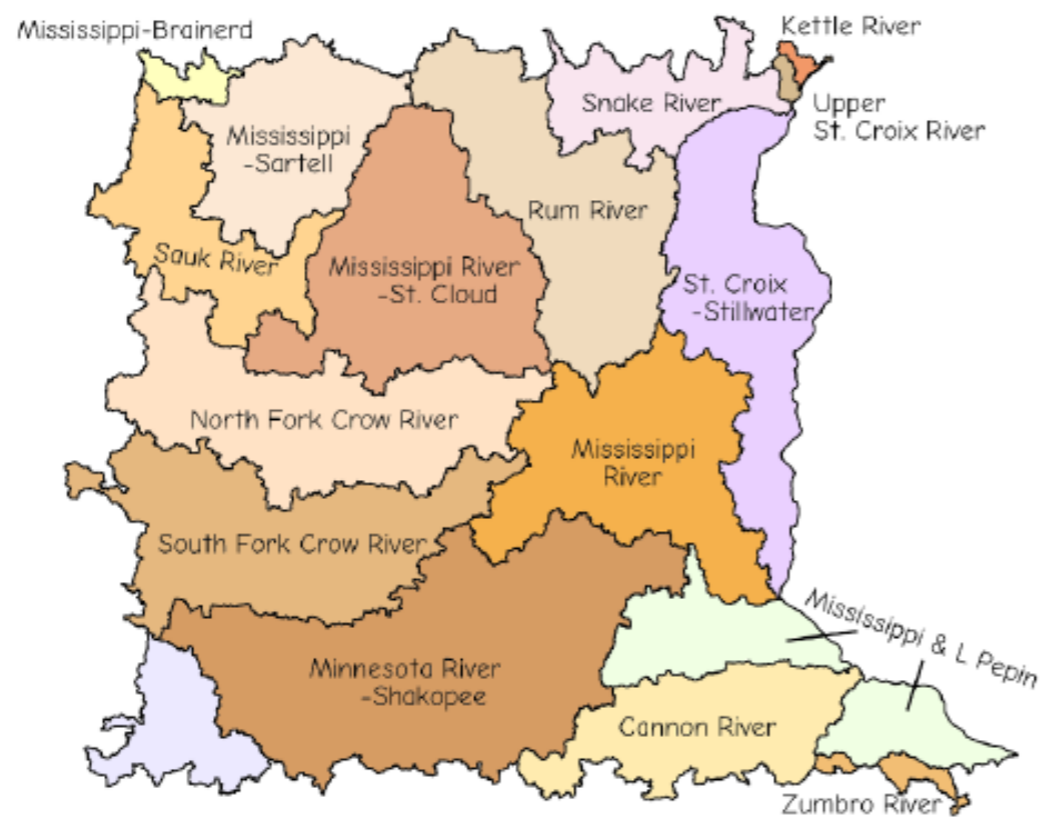 Mississippi-Brainerd
Kettle River
Snake River
Upper
St. Croix River
Mississippi
-Sartell
Rum River
Sauk River
Mississippi River
-St. Cloud
St. Croix
-Stillwater
North Fork Crow River
Mississippi
River
South Fork Crow River
Mississippi & L Pepin
Minnesota River
-Shakopee
Cannon River
Zumbro River